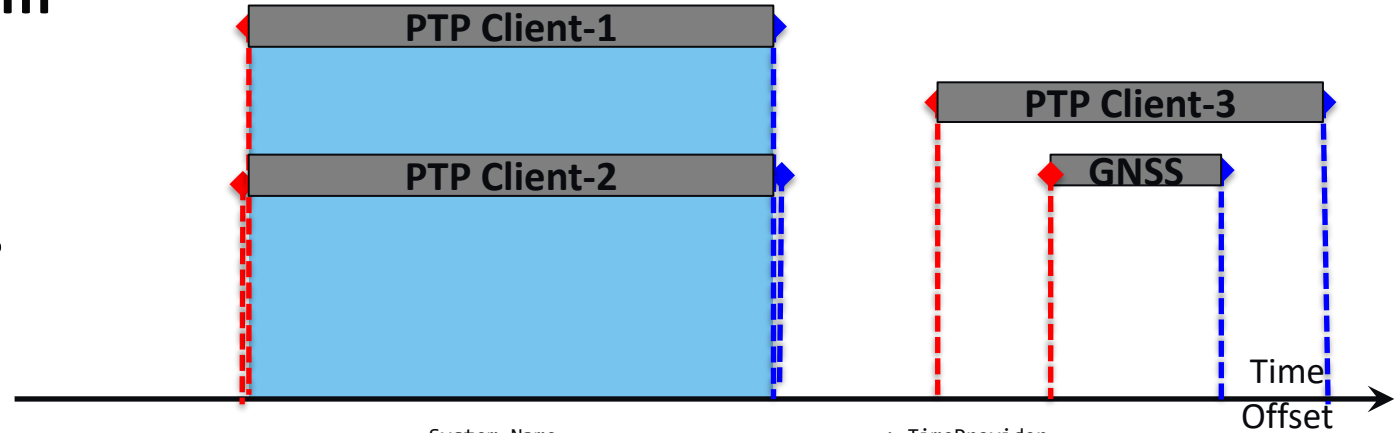 PTP Client-1
PTP Client-3
PTP Client-2
GNSS
Time
Offset